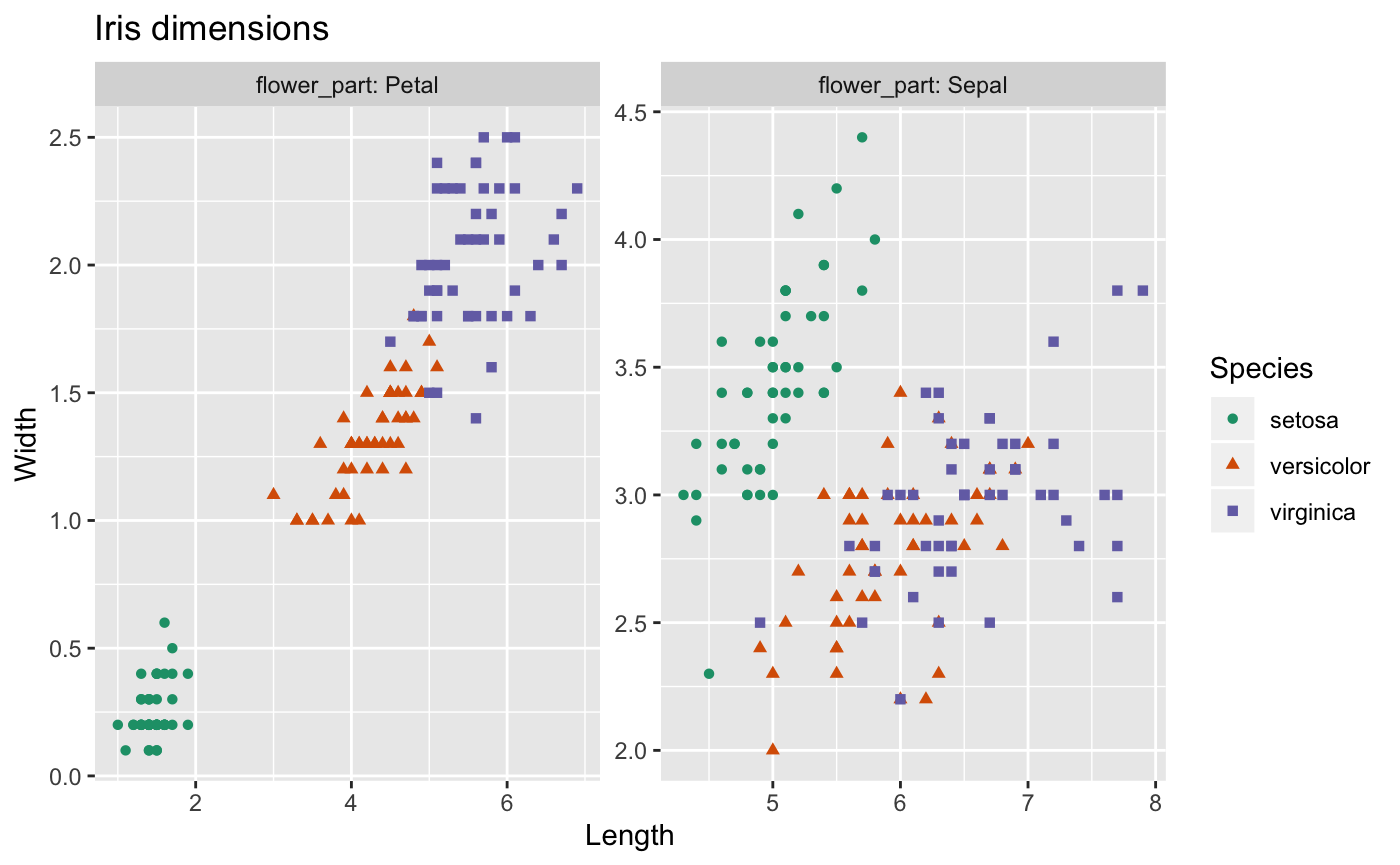 Iris dimensions
flower_part: Petal
flower_part: Sepal
Width
2.5
2.0
1.5
1.0
0.5
0.0
2 4 6
4.5
4.0
3.5
3.0
2.5
2.0
5 6 7 8
Length
Species
setosa
versicolor
virginica